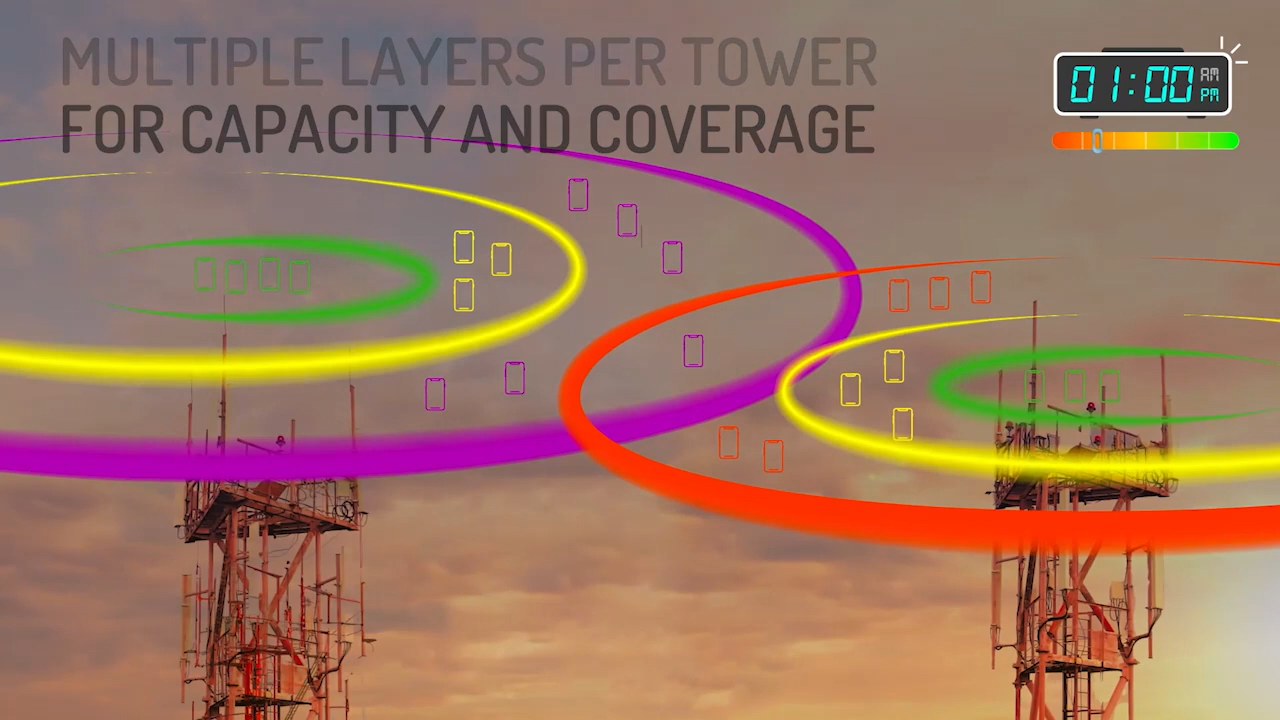 MULTIPLE LAYERS PER TOWER
FOR CAPACITY AND COVERAGE
01:00
AM
PM